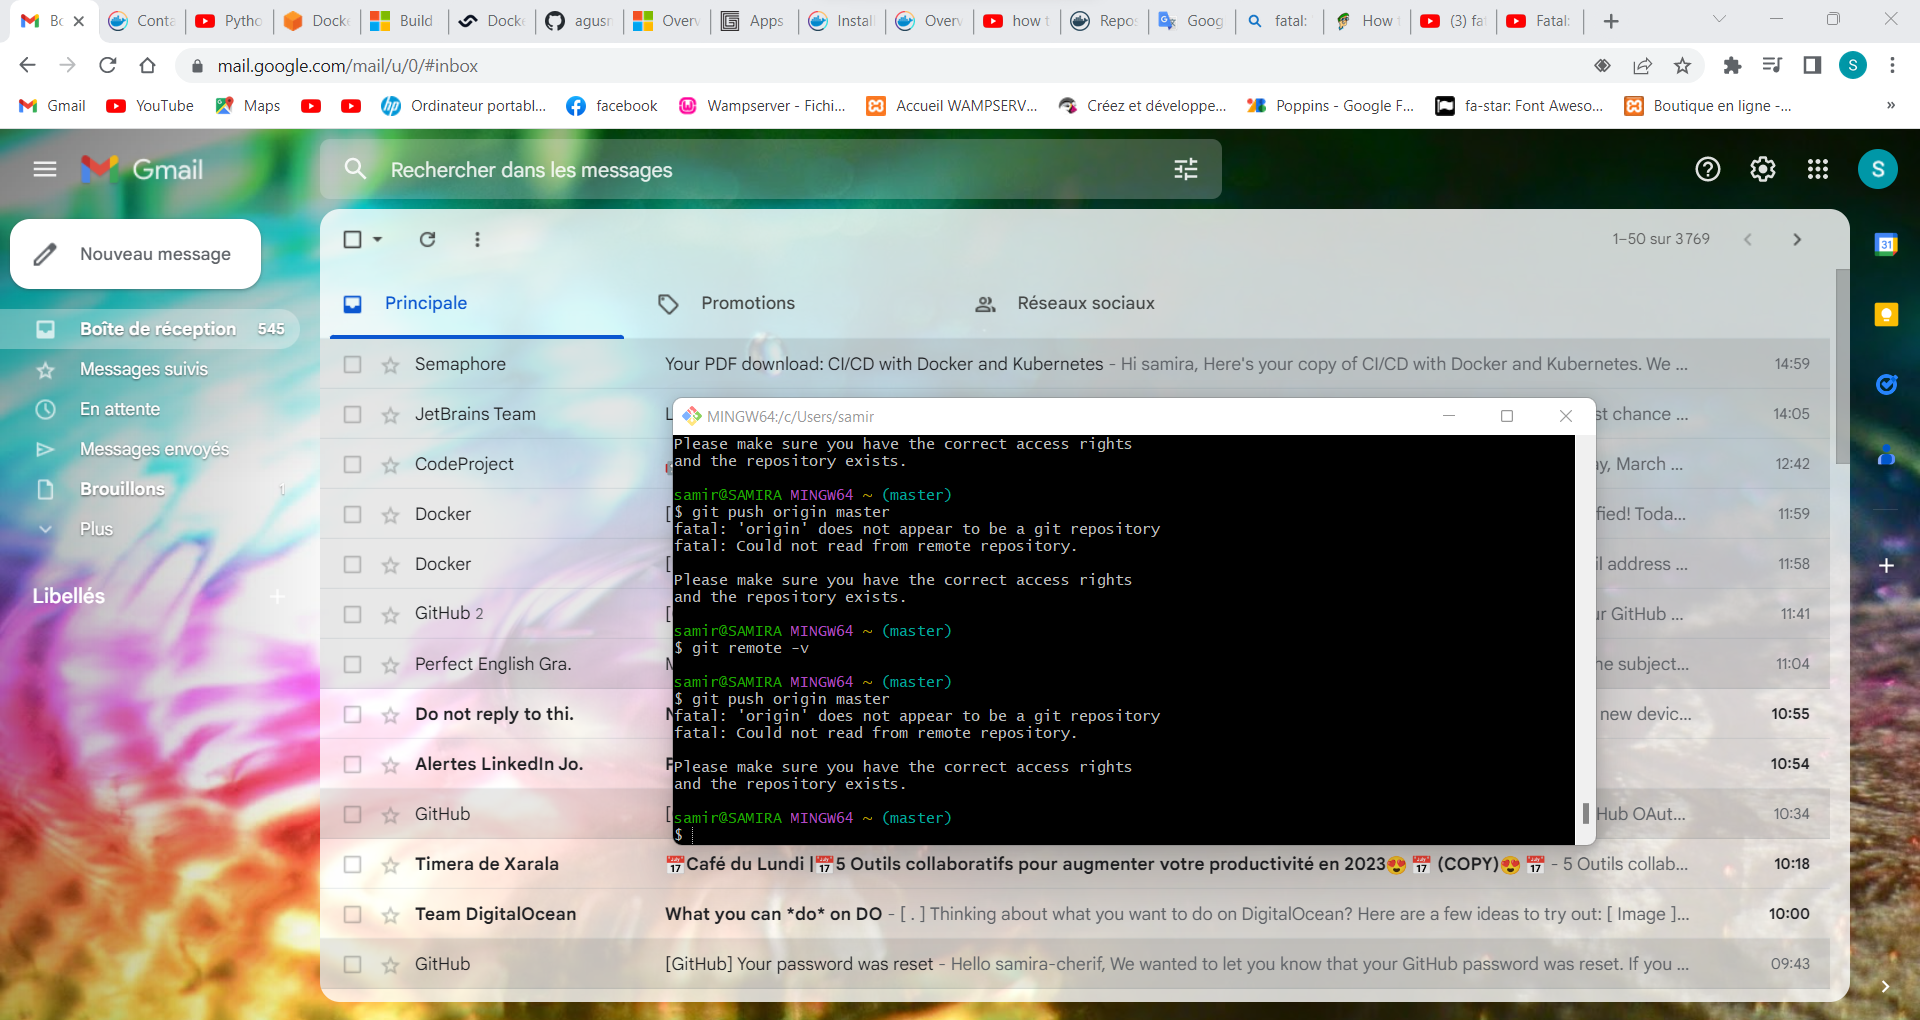 Bo
Conta
Pytho
Docke
Build
Docke
agusn
Overv
Apps
Install
Overv
how t
Repos
Goog
fatal:
How
(3) fa
Fatal:
mail.google.com/mail/u/0/#inbox
S
Gmail
YouTube
Maps
Ordinateur portabl...
facebook
Wampserver - Fichi...
Accueil WAMPSERV...
Créez et développe...
Poppins - Google F...
fa-star: Font Aweso...
Boutique en ligne -...
»
Gmail
Rechercher dans les messages
S
Nouveau message
1–50 sur 3 769
31
Principale
Promotions
Réseaux sociaux
Boîte de réception 545
Messages suivis
En attente
Messages envoyés
Brouillons 1
Plus
Libellés
Semaphore Your PDF download: CI/CD with Docker and Kubernetes - Hi samira, Here's your copy of CI/CD with Docker and Kubernetes. We ... 14:59
JetBrains Team L st chance ... 14:05
CodeProject y, March ... 12:42
Docker [ fied! Toda... 11:59
Docker [ il address ... 11:58
GitHub 2 [ ur GitHub ... 11:41
Perfect English Gra. he subject... 11:04
Do not reply to thi. new devic... 10:55
Alertes LinkedIn Jo. 10:54
GitHub [ Hub OAut... 10:34
Timera de Xarala 📅Café du Lundi |📅5 Outils collaboratifs pour augmenter votre productivité en 2023😍 📅 (COPY)😍 📅 - 5 Outils collab... 10:18
Team DigitalOcean What you can *do* on DO - [ . ] Thinking about what you want to do on DigitalOcean? Here are a few ideas to try out: [ Image ]... 10:00
GitHub [GitHub] Your password was reset - Hello samira-cherif, We wanted to let you know that your GitHub password was reset. If you ... 09:43
MINGW64:/c/Users/samir
Please make sure you have the correct access rights
and the repository exists.
samir@SAMIRA MINGW64 ~ (master)
$ git push origin master
fatal: 'origin' does not appear to be a git repository
fatal: Could not read from remote repository.
Please make sure you have the correct access rights
and the repository exists.
samir@SAMIRA MINGW64 ~ (master)
$ git remote -v
samir@SAMIRA MINGW64 ~ (master)
$ git push origin master
fatal: 'origin' does not appear to be a git repository
fatal: Could not read from remote repository.
Please make sure you have the correct access rights
and the repository exists.
samir@SAMIRA MINGW64 ~ (master)
$